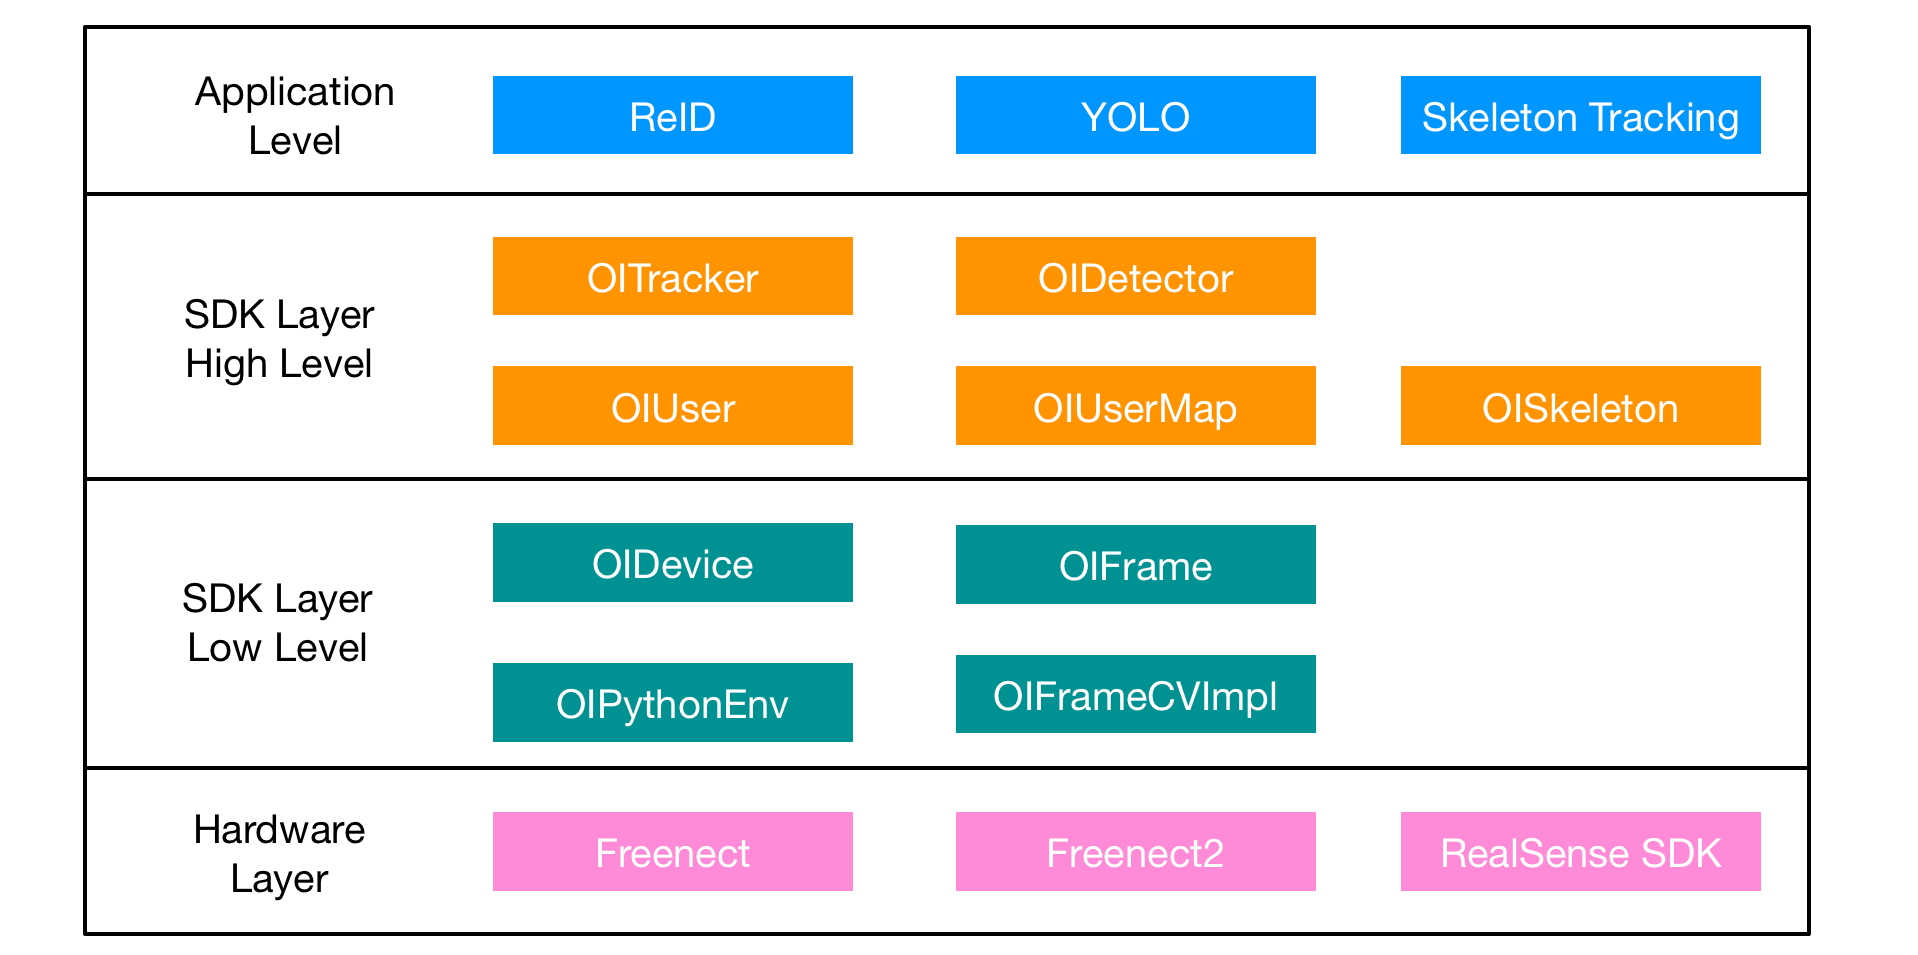 Application
Level
ReID
YOLO
Skeleton Tracking
SDK Layer
High Level
OITracker
OIDetector
OIUser
OIUserMap
OISkeleton
SDK Layer
Low Level
OIDevice
OIFrame
OIPythonEnv
OIFrameCVImpl
Hardware
Layer
Freenect
Freenect2
RealSense SDK